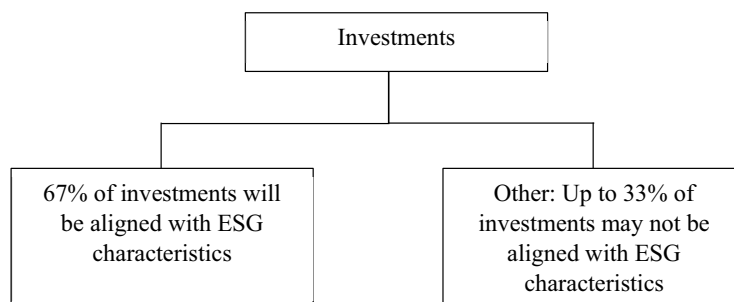 Investments
67% of investments will
be aligned with ESG
characteristics
Other: Up to 33% of
investments may not be
aligned with ESG
characteristics